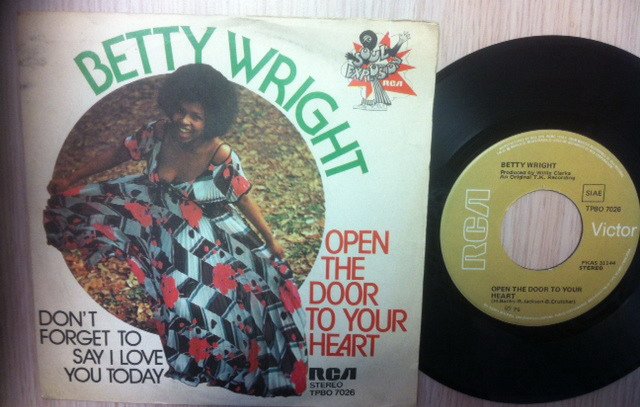 BETTY WRIGHT
SOUL
EXPLOSION
RCA
OPEN
THE
DOOR
TO YOUR
HEART
DON'T
FORGET TO
SAY I LOVE
YOU TODAY
RCA
STEREO
TPBO 7026
BETTY WRIGHT
Produced by Willie Clarke
An Original T.K. Recording
SIAE
TPBO 7026
RCA
Victor
STEREO
OPEN THE DOOR TO YOUR
HEART